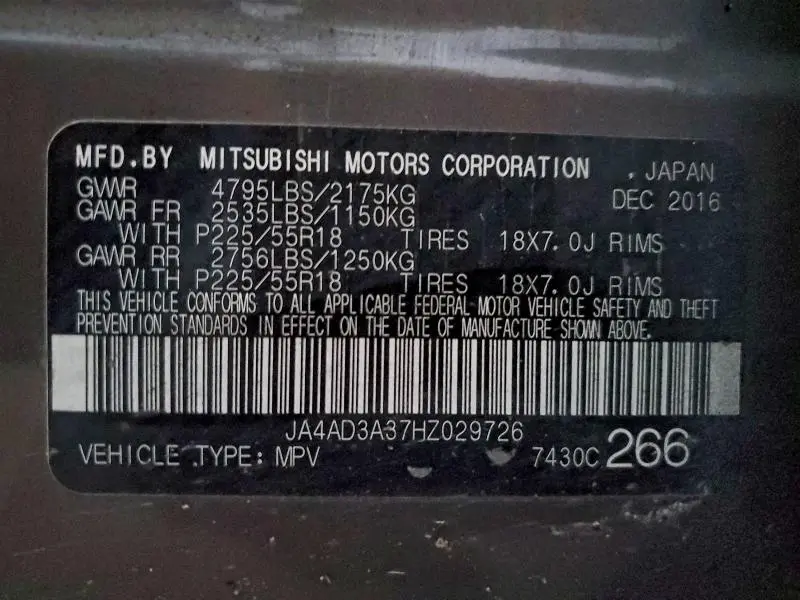 MFD.BY MITSUBISHI MOTORS CORPORATION . JAPAN
GVWR 4795LBS/2175KG DEC 2016
GAWR FR 2535LBS/1150KG
WITH P225/55R18 TIRES 18X7.0J RIMS
GAWR RR 2756LBS/1250KG
WITH P225/55R18 TIRES 18X7.0J RIMS
THIS VEHICLE CONFORMS TO ALL APPLICABLE FEDERAL MOTOR VEHICLE SAFETY AND THEFT
PREVENTION STANDARDS IN EFFECT ON THE DATE OF MANUFACTURE SHOWN ABOVE.
JA4AD3A37HZ029726
VEHICLE TYPE: MPV 7430C 266